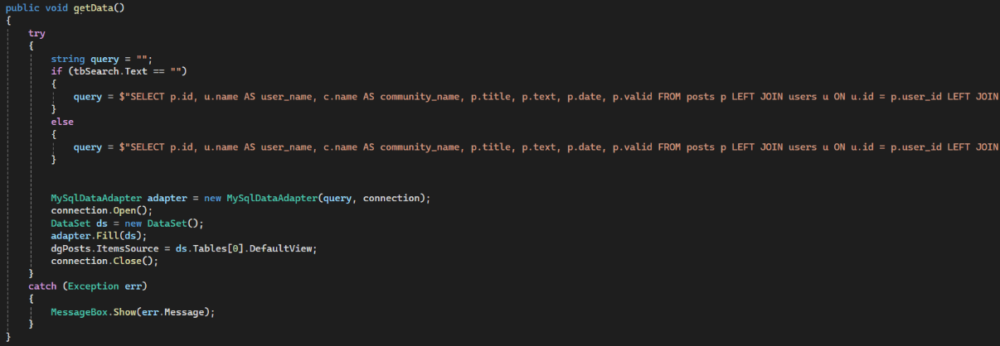 public void getData()
{
try
{
string query = "";
if (tbSearch.Text == "")
{
query = $"SELECT p.id, u.name AS user_name, c.name AS community_name, p.title, p.text, p.date, p.valid FROM posts p LEFT JOIN users u ON u.id = p.user_id LEFT JOIN
}
else
{
query = $"SELECT p.id, u.name AS user_name, c.name AS community_name, p.title, p.text, p.date, p.valid FROM posts p LEFT JOIN users u ON u.id = p.user_id LEFT JOIN
}
MySqlDataAdapter adapter = new MySqlDataAdapter(query, connection);
connection.Open();
DataSet ds = new DataSet();
adapter.Fill(ds);
dgPosts.ItemsSource = ds.Tables[0].DefaultView;
connection.Close();
}
catch (Exception err)
{
MessageBox.Show(err.Message);
}
}